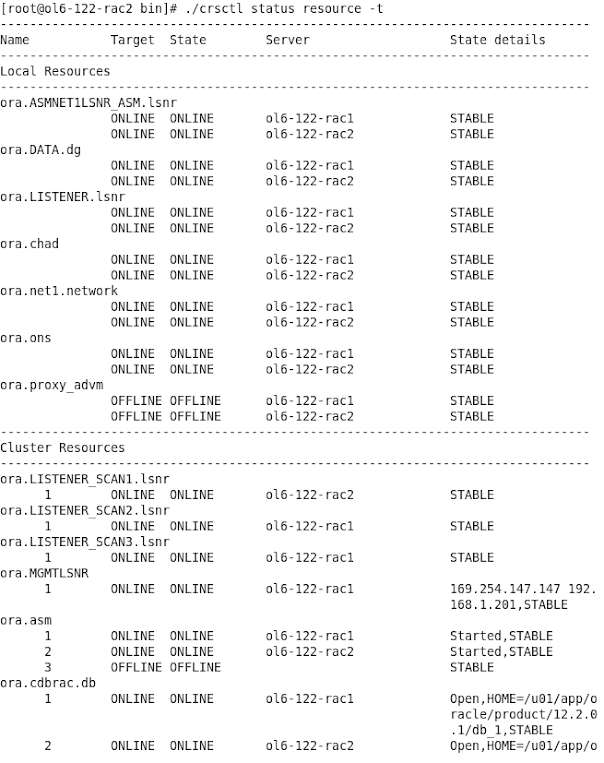 [root@ol6-122-rac2 bin]# ./crsctl status resource -t
--------------------------------------------------------------------------------
Name           Target  State        Server                   State details
--------------------------------------------------------------------------------
Local Resources
--------------------------------------------------------------------------------
ora.ASMNET1LSNR_ASM.lsnr
               ONLINE  ONLINE       ol6-122-rac1             STABLE
               ONLINE  ONLINE       ol6-122-rac2             STABLE
ora.DATA.dg
               ONLINE  ONLINE       ol6-122-rac1             STABLE
               ONLINE  ONLINE       ol6-122-rac2             STABLE
ora.LISTENER.lsnr
               ONLINE  ONLINE       ol6-122-rac1             STABLE
               ONLINE  ONLINE       ol6-122-rac2             STABLE
ora.chad
               ONLINE  ONLINE       ol6-122-rac1             STABLE
               ONLINE  ONLINE       ol6-122-rac2             STABLE
ora.net1.network
               ONLINE  ONLINE       ol6-122-rac1             STABLE
               ONLINE  ONLINE       ol6-122-rac2             STABLE
ora.ons
               ONLINE  ONLINE       ol6-122-rac1             STABLE
               ONLINE  ONLINE       ol6-122-rac2             STABLE
ora.proxy_advm
               OFFLINE OFFLINE      ol6-122-rac1             STABLE
               OFFLINE OFFLINE      ol6-122-rac2             STABLE
--------------------------------------------------------------------------------
Cluster Resources
--------------------------------------------------------------------------------
ora.LISTENER_SCAN1.lsnr
      1        ONLINE  ONLINE       ol6-122-rac2             STABLE
ora.LISTENER_SCAN2.lsnr
      1        ONLINE  ONLINE       ol6-122-rac1             STABLE
ora.LISTENER_SCAN3.lsnr
      1        ONLINE  ONLINE       ol6-122-rac1             STABLE
ora.MGMTLSNR
      1        ONLINE  ONLINE       ol6-122-rac1             169.254.147.147 192.
                                                             168.1.201,STABLE
ora.asm
      1        ONLINE  ONLINE       ol6-122-rac1             Started,STABLE
      2        ONLINE  ONLINE       ol6-122-rac2             Started,STABLE
      3        OFFLINE OFFLINE                               STABLE
ora.cdbrac.db
      1        ONLINE  ONLINE       ol6-122-rac1             Open,HOME=/u01/app/o
                                                             racle/product/12.2.0
                                                             .1/db_1,STABLE
      2        ONLINE  ONLINE       ol6-122-rac2             Open,HOME=/u01/app/o